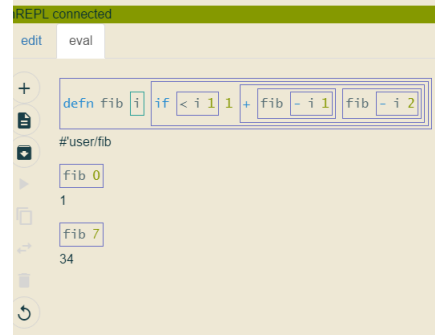 nREPL connected
edit eval
defn fib i if < i 1 1 + fib - i 1 fib - i 2
#'user/fib
fib 0
1
fib 7
34